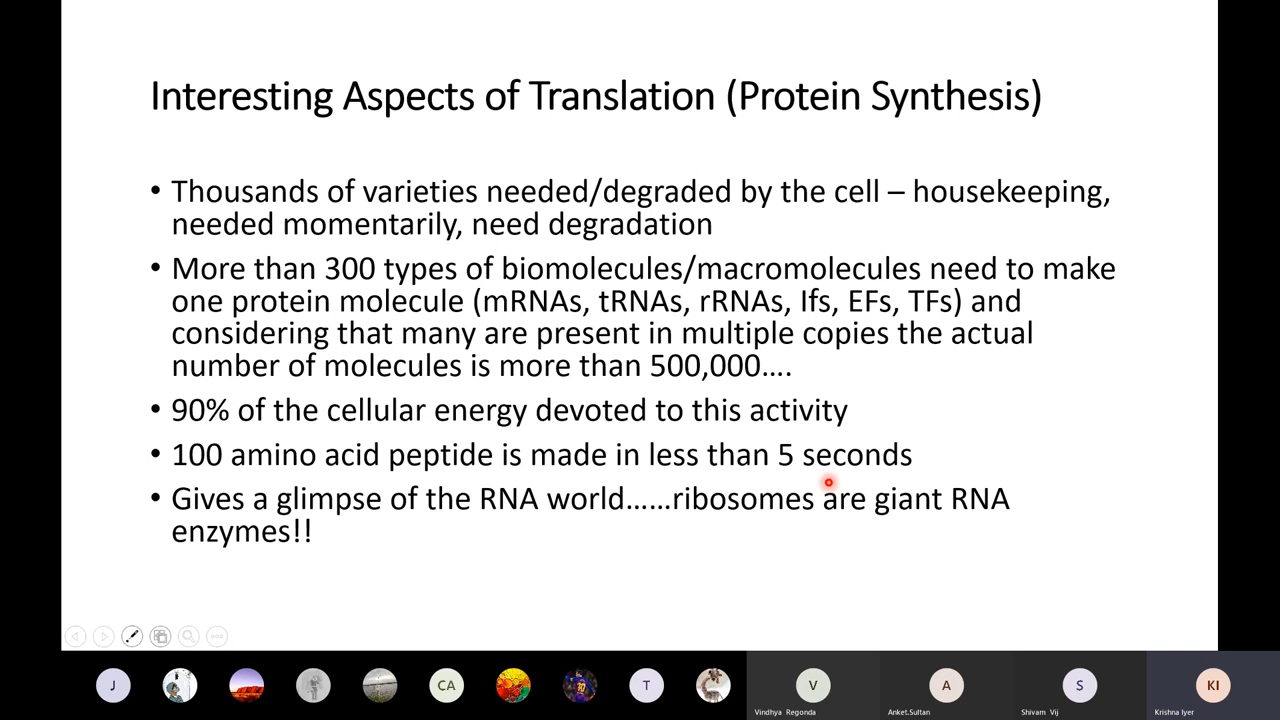 Interesting Aspects of Translation (Protein Synthesis)
• Thousands of varieties needed/degraded by the cell – housekeeping,
needed momentarily, need degradation
• More than 300 types of biomolecules/macromolecules need to make
one protein molecule (mRNAs, tRNAs, rRNAs, Ifs, EFs, TFs) and
considering that many are present in multiple copies the actual
number of molecules is more than 500,000….
• 90% of the cellular energy devoted to this activity
• 100 amino acid peptide is made in less than 5 seconds
• Gives a glimpse of the RNA world……ribosomes are giant RNA
enzymes!!
J CA T V A S KI
Vindhya Regonda Anket.Sultan Shivam Vij Krishna Iyer